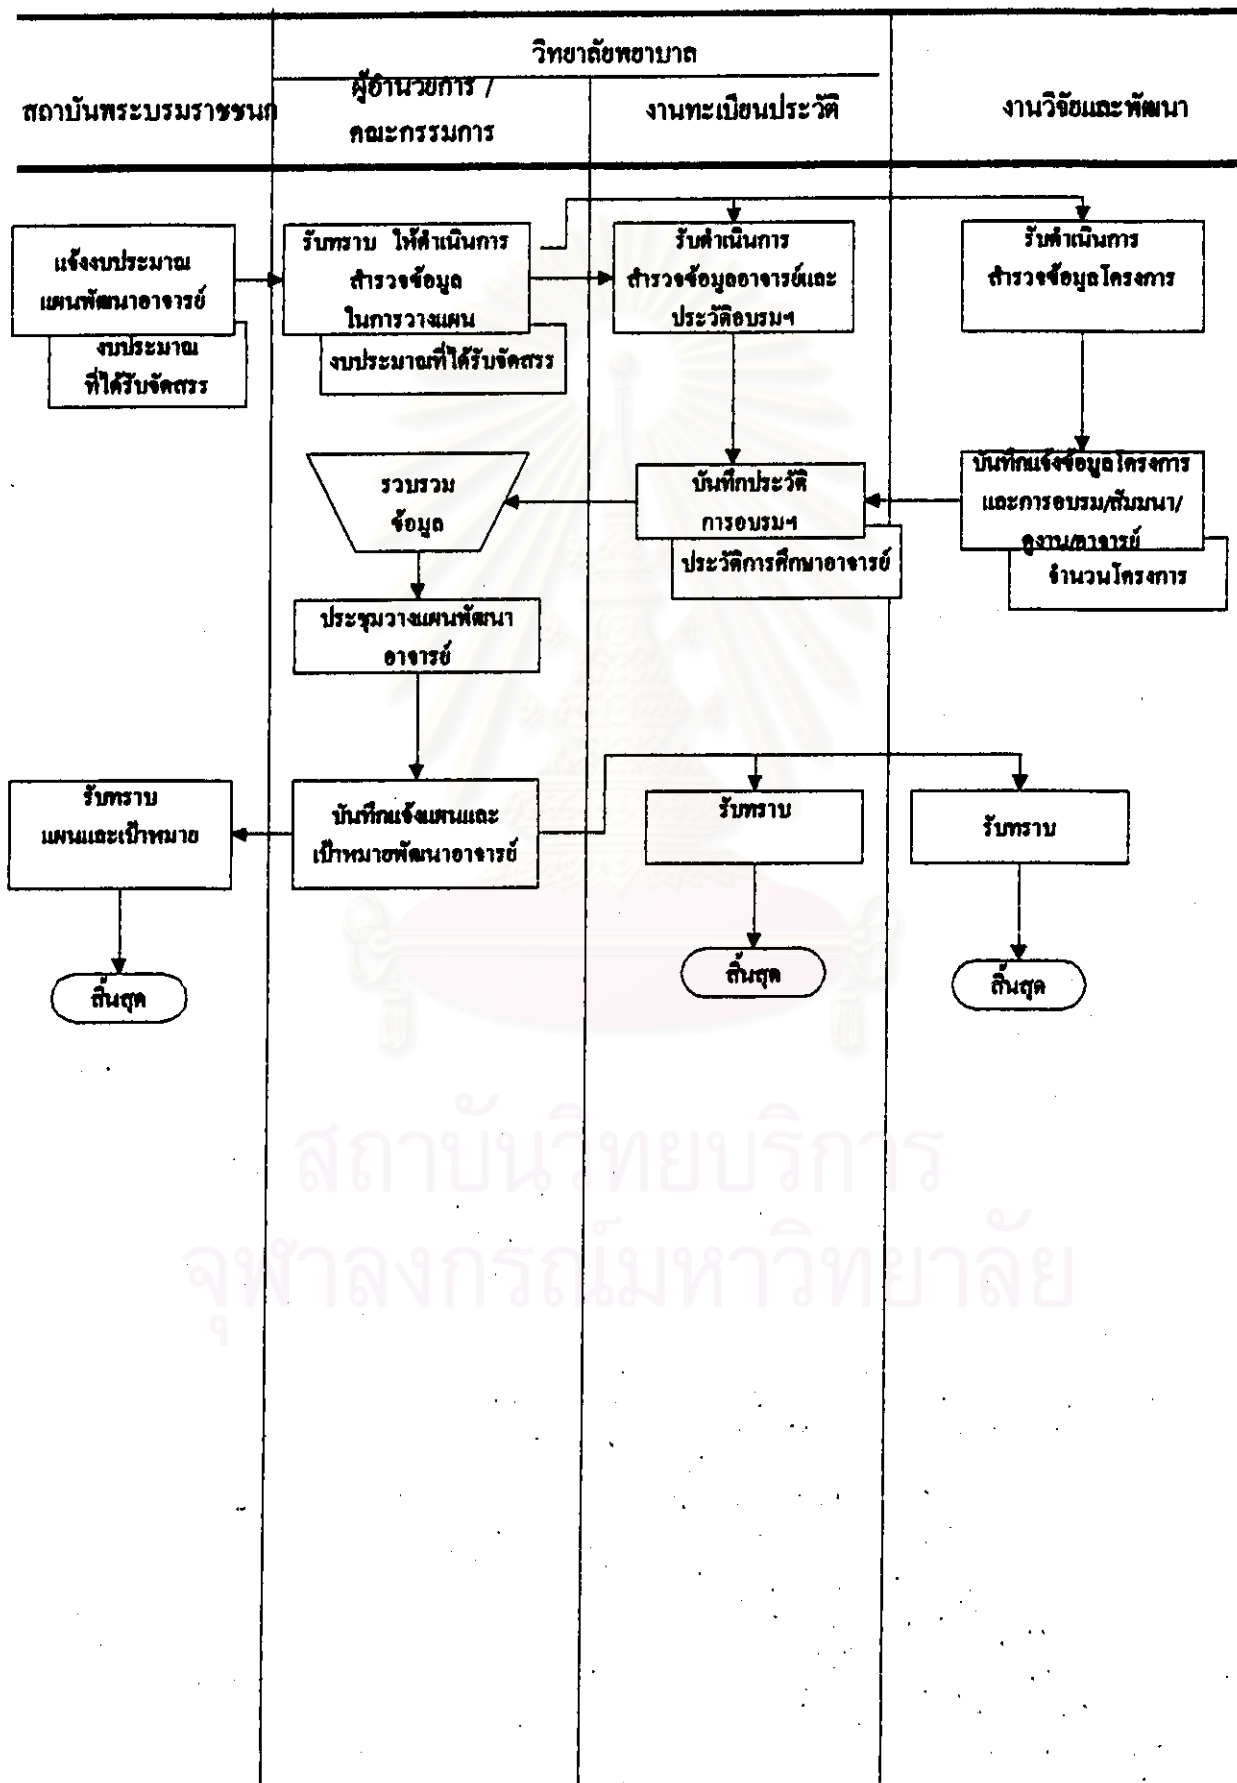 วิทยาลัยพยาบาล
สถาบันพระบรมราชชนก
ผู้อำนวยการ /
คณะกรรมการ
งานทะเบียนประวัติ
งานวิจัยและพัฒนา
แจ้งงบประมาณ
แผนพัฒนาอาจารย์
งบประมาณ
ที่ได้รับจัดสรร
รับทราบ ให้ดำเนินการ
สำรวจข้อมูล
ในการวางแผน
งบประมาณที่ได้รับจัดสรร
รับดำเนินการ
สำรวจข้อมูลอาจารย์และ
ประวัติอบรมฯ
รับดำเนินการ
สำรวจข้อมูลโครงการ
รวบรวม
ข้อมูล
บันทึกประวัติ
การอบรมฯ
ประวัติการศึกษาอาจารย์
บันทึกแจ้งข้อมูลโครงการ
และการอบรม/สัมมนา/
ดูงาน/อาจารย์
จำนวนโครงการ
ประชุมวางแผนพัฒนา
อาจารย์
รับทราบ
แผนและเป้าหมาย
บันทึกแจ้งแผนและ
เป้าหมายพัฒนาอาจารย์
รับทราบ
รับทราบ
สิ้นสุด
สิ้นสุด
สิ้นสุด
สถาบันวิทยบริการ
จุฬาลงกรณ์มหาวิทยาลัย